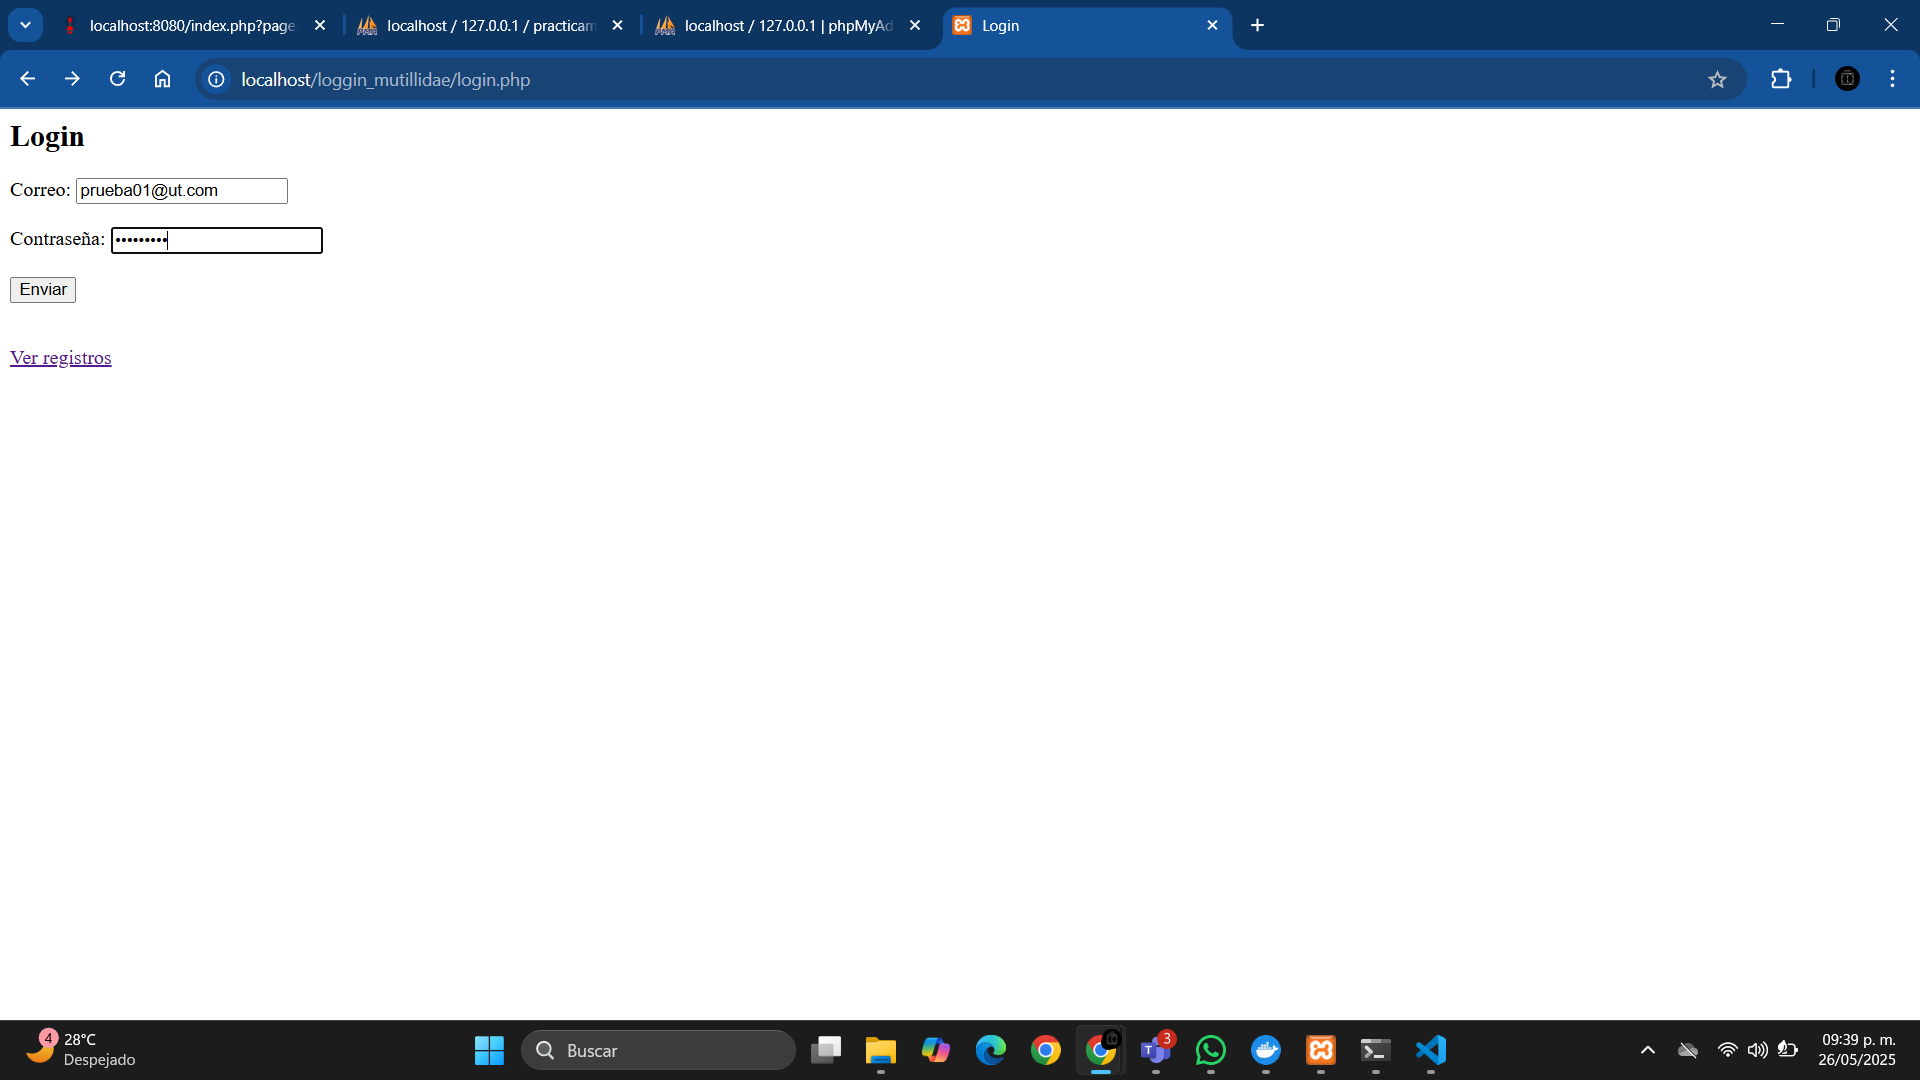 localhost:8080/index.php?page=
localhost / 127.0.0.1 / practicam
localhost / 127.0.0.1 | phpMyAd
Login
localhost/loggin_mutillidae/login.php
Login
Correo: prueba01@ut.com
Contraseña: •••••••••
Enviar
Ver registros
4
28°C
Despejado
Buscar
3
09:39 p. m.
26/05/2025